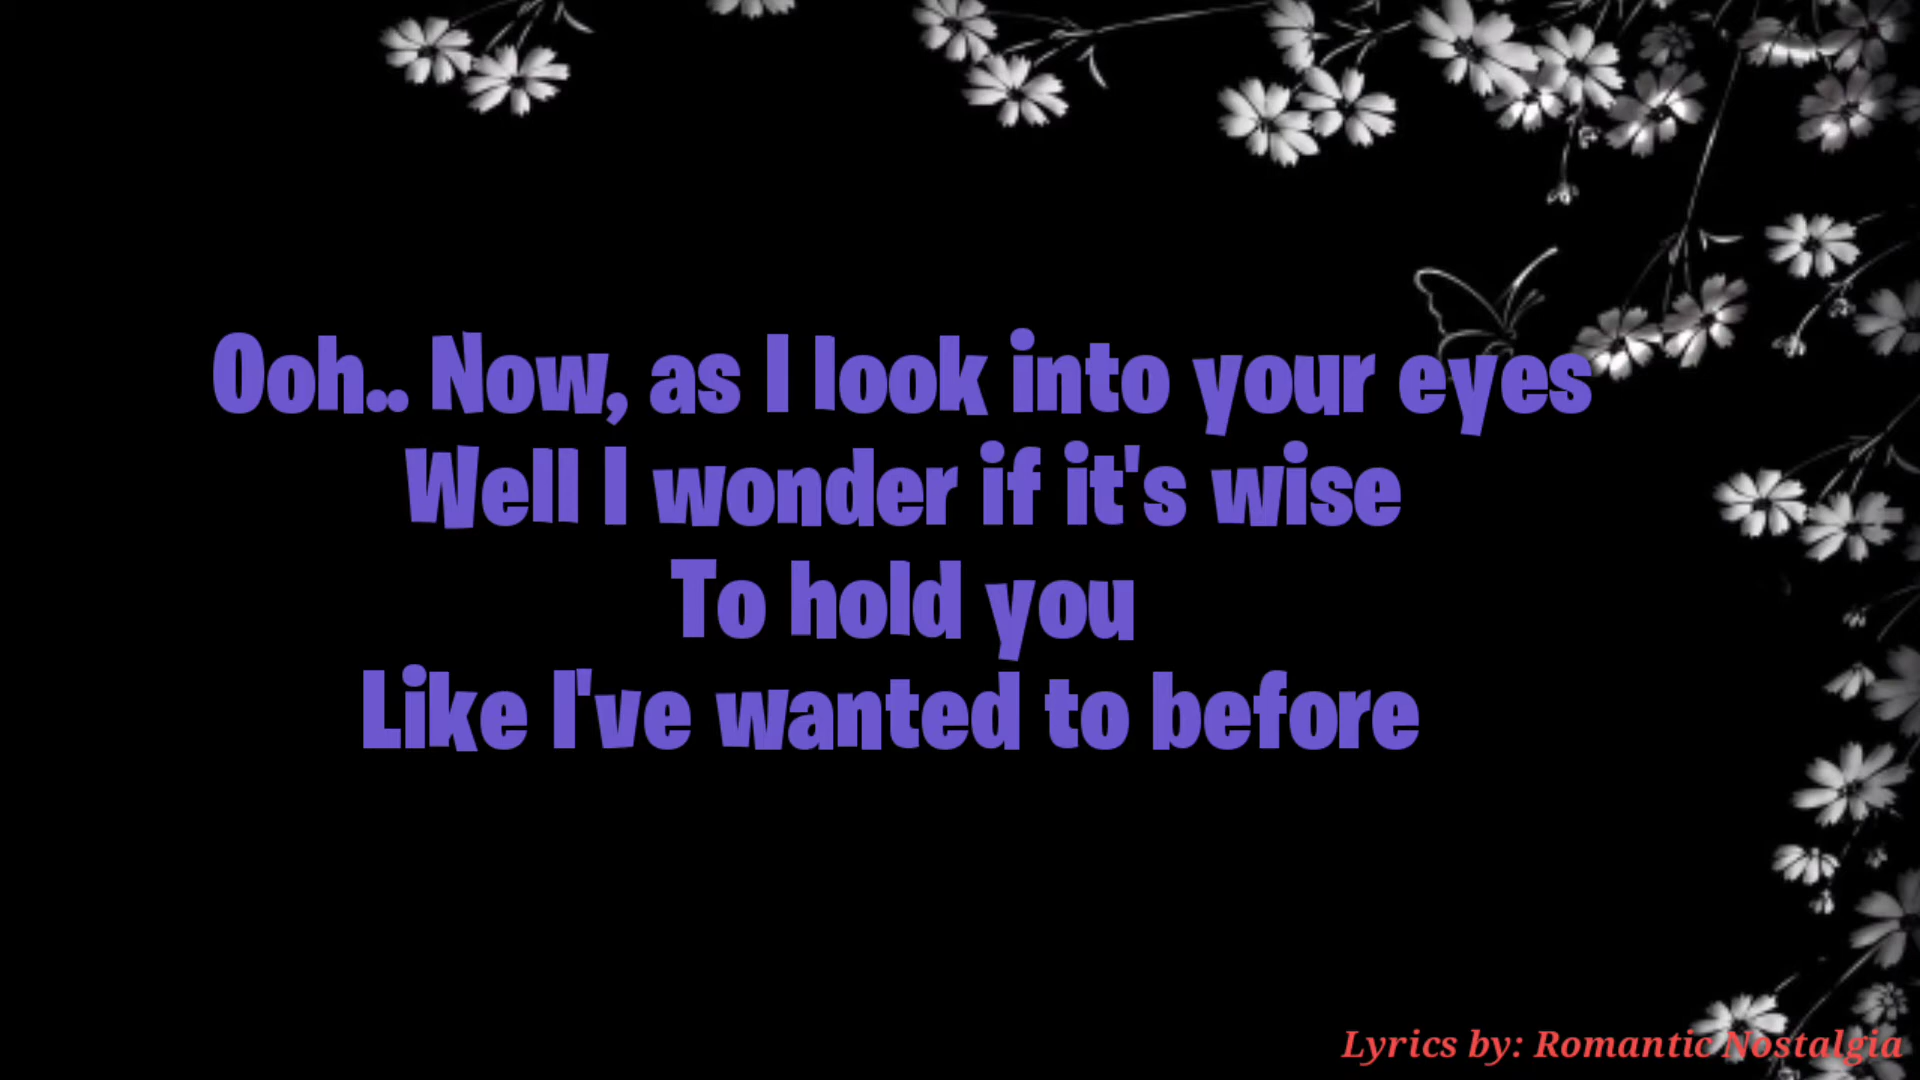 Ooh.. Now, as I look into your eyes
Well I wonder if it's wise
To hold you
Like I've wanted to before
Lyrics by: Romantic Nostalgia